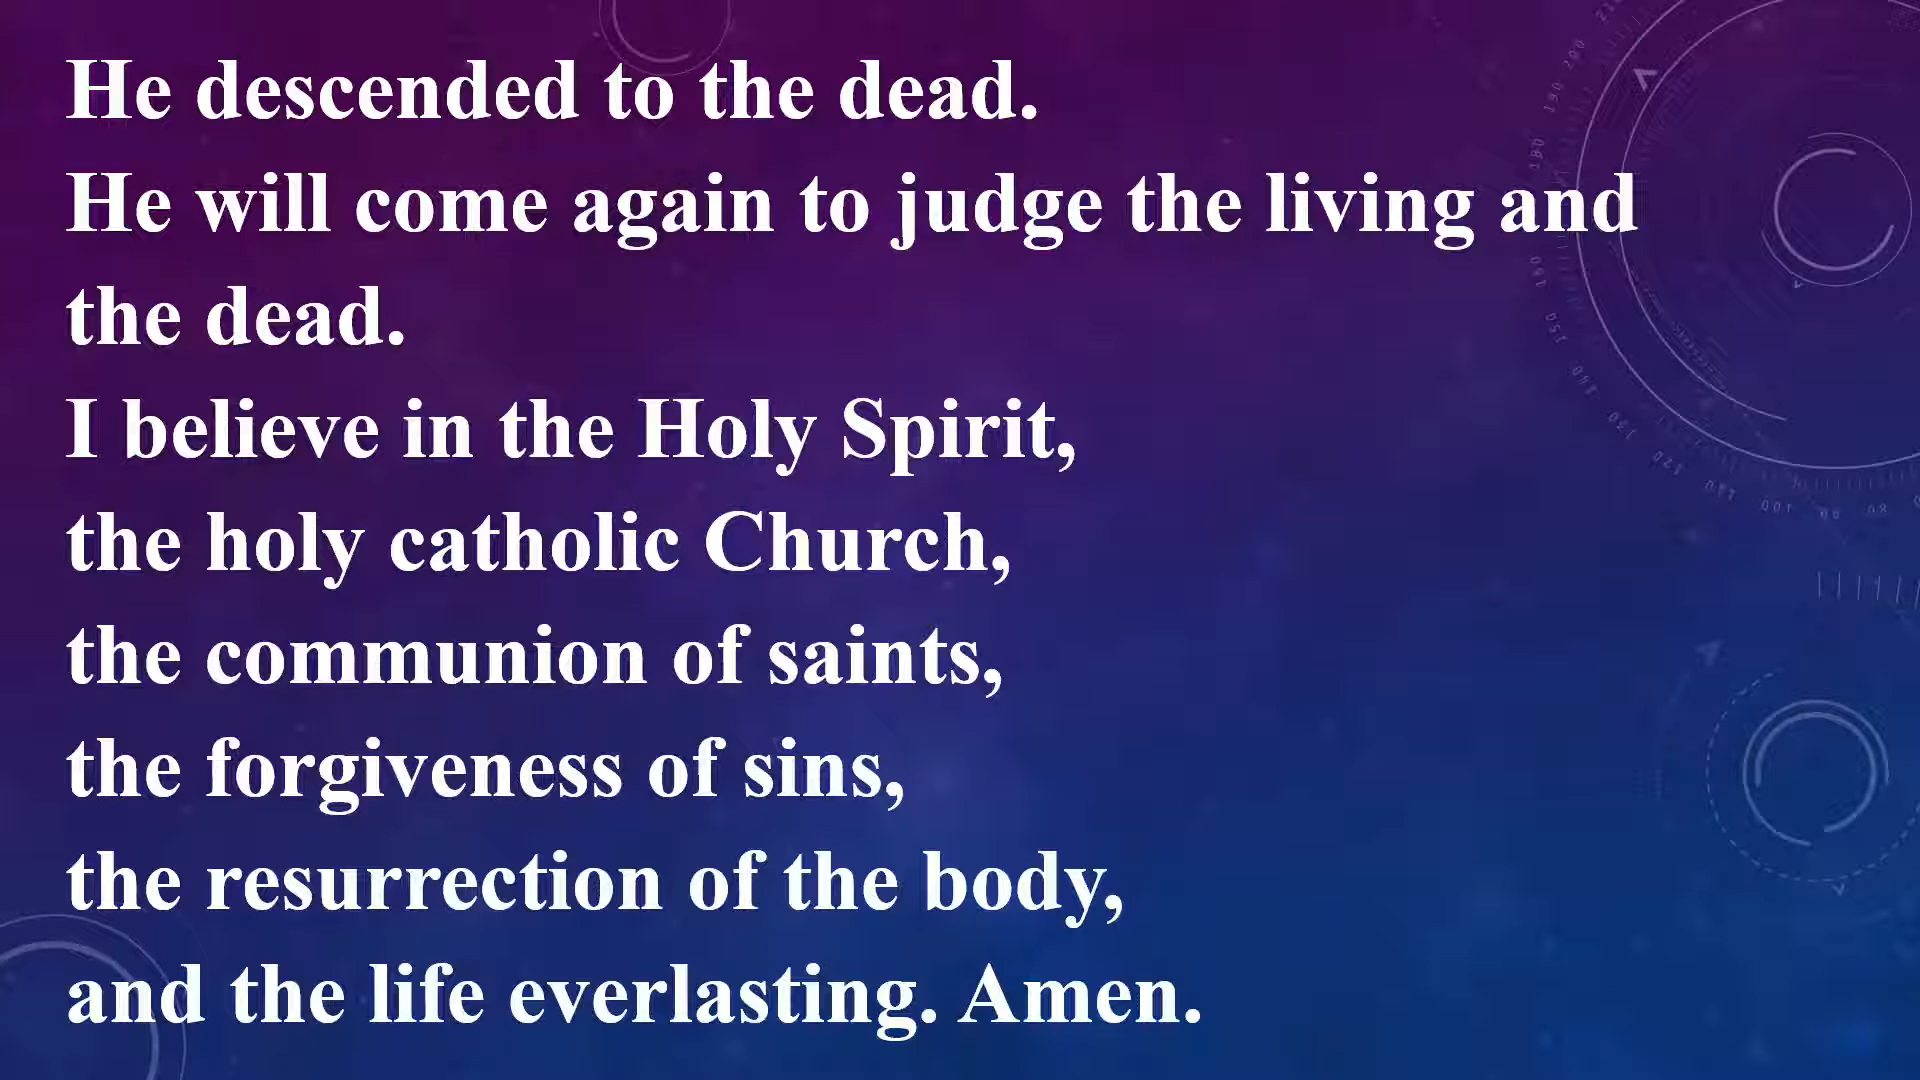 He descended to the dead.
He will come again to judge the living and
the dead.
I believe in the Holy Spirit,
the holy catholic Church,
the communion of saints,
the forgiveness of sins,
the resurrection of the body,
and the life everlasting. Amen.